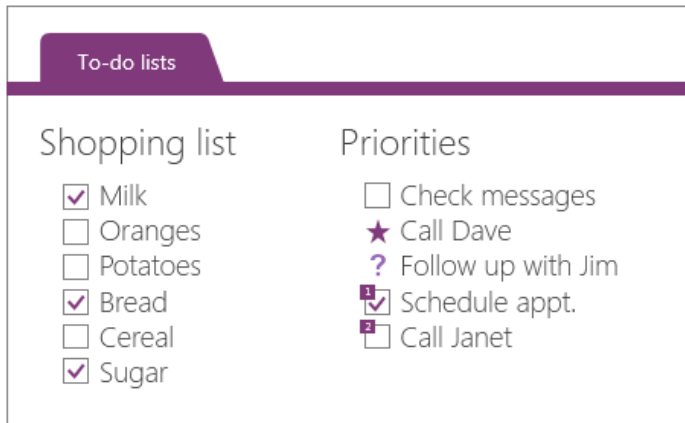 To-do lists
Shopping list
Milk
Oranges
Potatoes
Bread
Cereal
Sugar
Priorities
Check messages
Call Dave
? Follow up with Jim
1 Schedule appt.
2 Call Janet